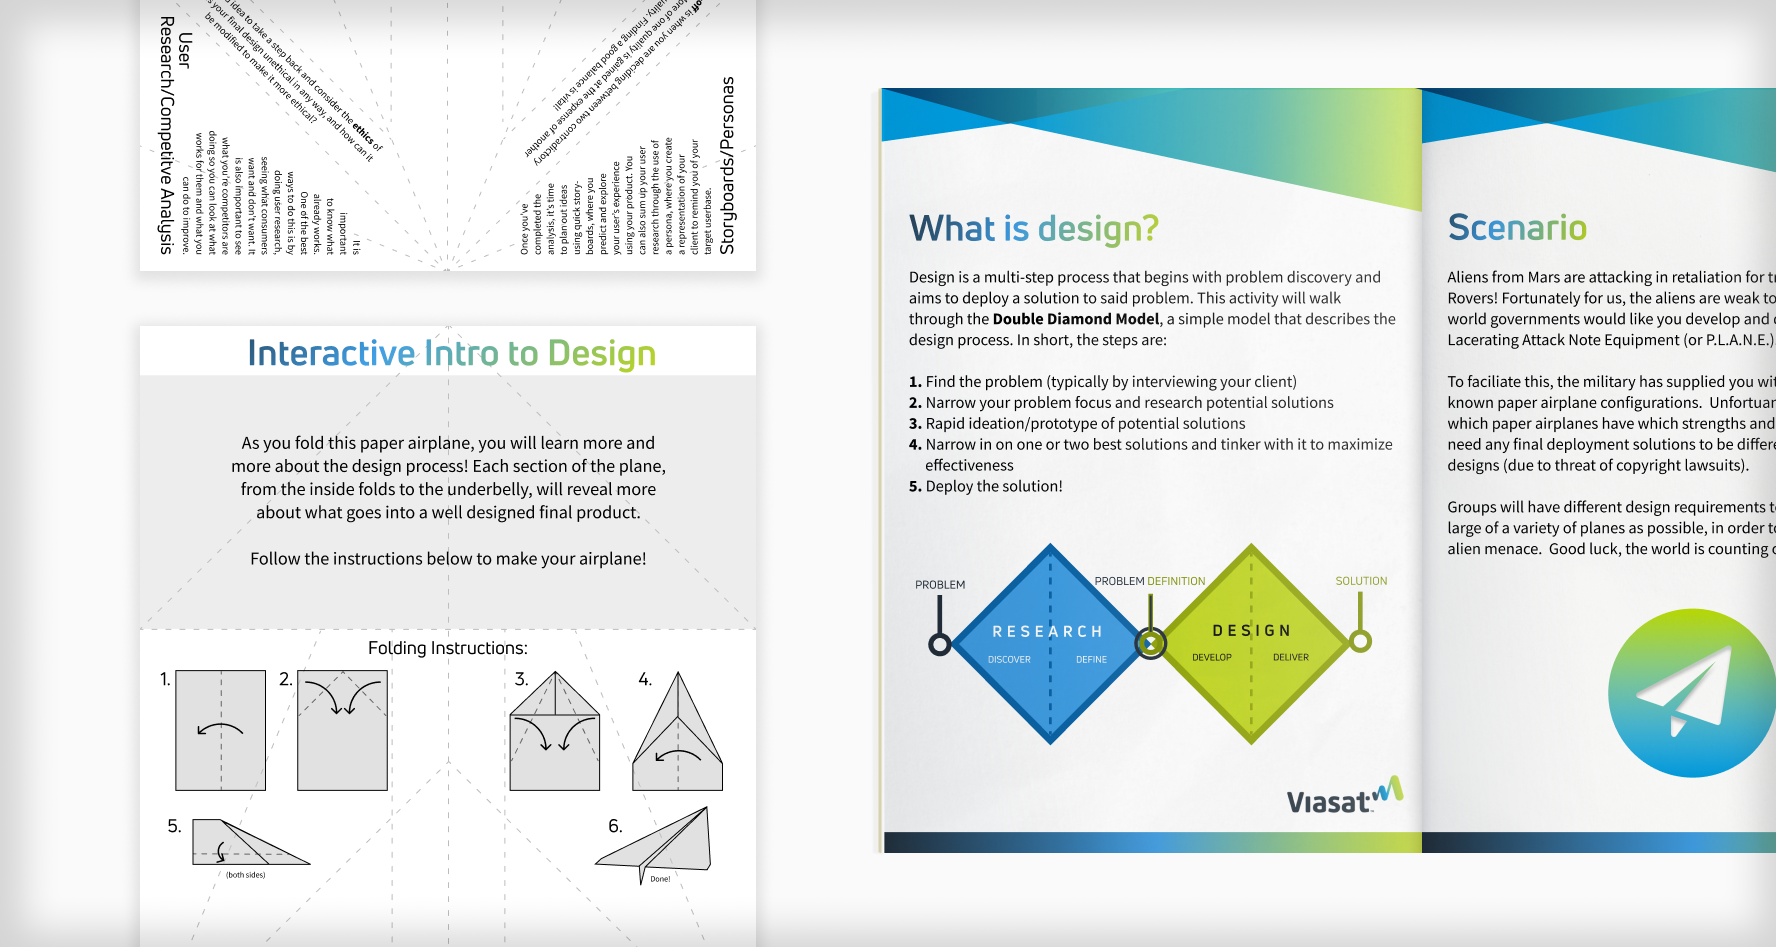 User
Research/Competitive Analysis
idea to take a step back and consider the ethics of
your final design unethical in any way, and how can it
be modified to make it more ethical?
It is
important
to know what
already works.
One of the best
ways to do this is by
doing user research,
seeing what consumers
want and don't want. It
is also important to see
what you're competitors are
doing so you can look at what
works for them and what you
can do to improve.
off is when you are deciding between two contradictory
one quality is gained at the expense of another
quality. Finding a good balance is vital!
Once you've
completed the
analysis, it's time
to plan out ideas
using quick story-
boards, where you
predict and explore
your user's experience
using your product. You
can also sum up your user
research through the use of
a persona, where you create
a representation of your
client to remind you of your
target userbase.
Storyboards/Personas
Interactive Intro to Design
As you fold this paper airplane, you will learn more and
more about the design process! Each section of the plane,
from the inside folds to the underbelly, will reveal more
about what goes into a well designed final product.
Follow the instructions below to make your airplane!
Folding Instructions:
1.
2.
3.
4.
5.
(both sides)
6.
Done!
What is design?
Design is a multi-step process that begins with problem discovery and
aims to deploy a solution to said problem. This activity will walk
through the Double Diamond Model, a simple model that describes the
design process. In short, the steps are:
1. Find the problem (typically by interviewing your client)
2. Narrow your problem focus and research potential solutions
3. Rapid ideation/prototype of potential solutions
4. Narrow in on one or two best solutions and tinker with it to maximize
effectiveness
5. Deploy the solution!
PROBLEM
PROBLEM DEFINITION
SOLUTION
RESEARCH
DISCOVER
DEFINE
DESIGN
DEVELOP
DELIVER
Viasat
Scenario
Aliens from Mars are attacking in retaliation for
Rovers! Fortunately for us, the aliens are weak to
world governments would like you develop and
Lacerating Attack Note Equipment (or P.L.A.N.E.)
To faciliate this, the military has supplied you
known paper airplane configurations. Unfortuan
which paper airplanes have which strengths and
need any final deployment solutions to be differe
designs (due to threat of copyright lawsuits).
Groups will have different design requirements
large of a variety of planes as possible, in order
alien menace. Good luck, the world is counting